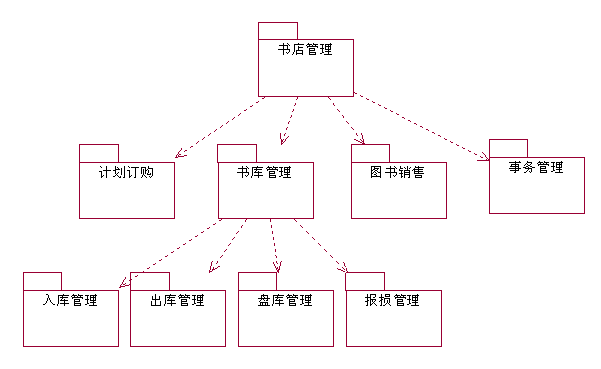 书店管理
计划订购
书库管理
图书销售
事务管理
入库管理
出库管理
盘库管理
报损管理